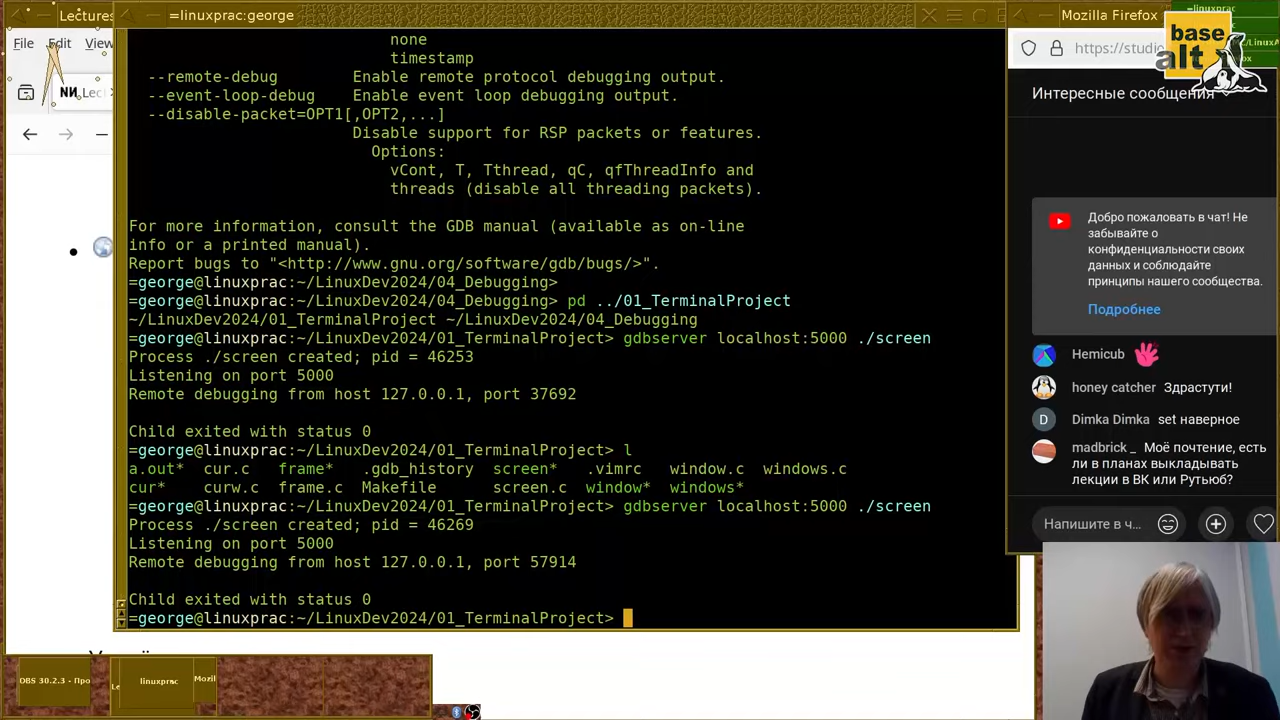 Lectures
=linuxprac:george
Mozilla Firefox
=linuxprac
File Edit View
https://studio
base
alt
Интересные сообщения
Lec
none
timestamp
--remote-debug Enable remote protocol debugging output.
--event-loop-debug Enable event loop debugging output.
--disable-packet=OPT1[,OPT2,...]
Disable support for RSP packets or features.
Options:
vCont, T, Tthread, qC, qfThreadInfo and
threads (disable all threading packets).
For more information, consult the GDB manual (available as on-line
info or a printed manual).
Report bugs to "<http://www.gnu.org/software/gdb/bugs/>".
=george@linuxprac:~/LinuxDev2024/04_Debugging>
=george@linuxprac:~/LinuxDev2024/04_Debugging> pd ../01_TerminalProject
~/LinuxDev2024/01_TerminalProject ~/LinuxDev2024/04_Debugging
=george@linuxprac:~/LinuxDev2024/01_TerminalProject> gdbserver localhost:5000 ./screen
Process ./screen created; pid = 46253
Listening on port 5000
Remote debugging from host 127.0.0.1, port 37692
Child exited with status 0
=george@linuxprac:~/LinuxDev2024/01_TerminalProject> l
a.out* cur.c frame* .gdb_history screen* .vimrc window.c windows.c
cur* curw.c frame.c Makefile screen.c window* windows*
=george@linuxprac:~/LinuxDev2024/01_TerminalProject> gdbserver localhost:5000 ./screen
Process ./screen created; pid = 46269
Listening on port 5000
Remote debugging from host 127.0.0.1, port 57914
Child exited with status 0
=george@linuxprac:~/LinuxDev2024/01_TerminalProject>
Добро пожаловать в чат! Не
забывайте о
конфиденциальности своих
данных и соблюдайте
принципы нашего сообщества.
Подробнее
Hemicub
honey catcher Здрастути!
D Dimka Dimka set наверное
madbrick _ Моё почтение, есть
ли в планах выкладывать
лекции в ВК или Рутьюб?
Напишите в ч...
OBS 30.2.3 - Про
Le
linuxprac
Mozil